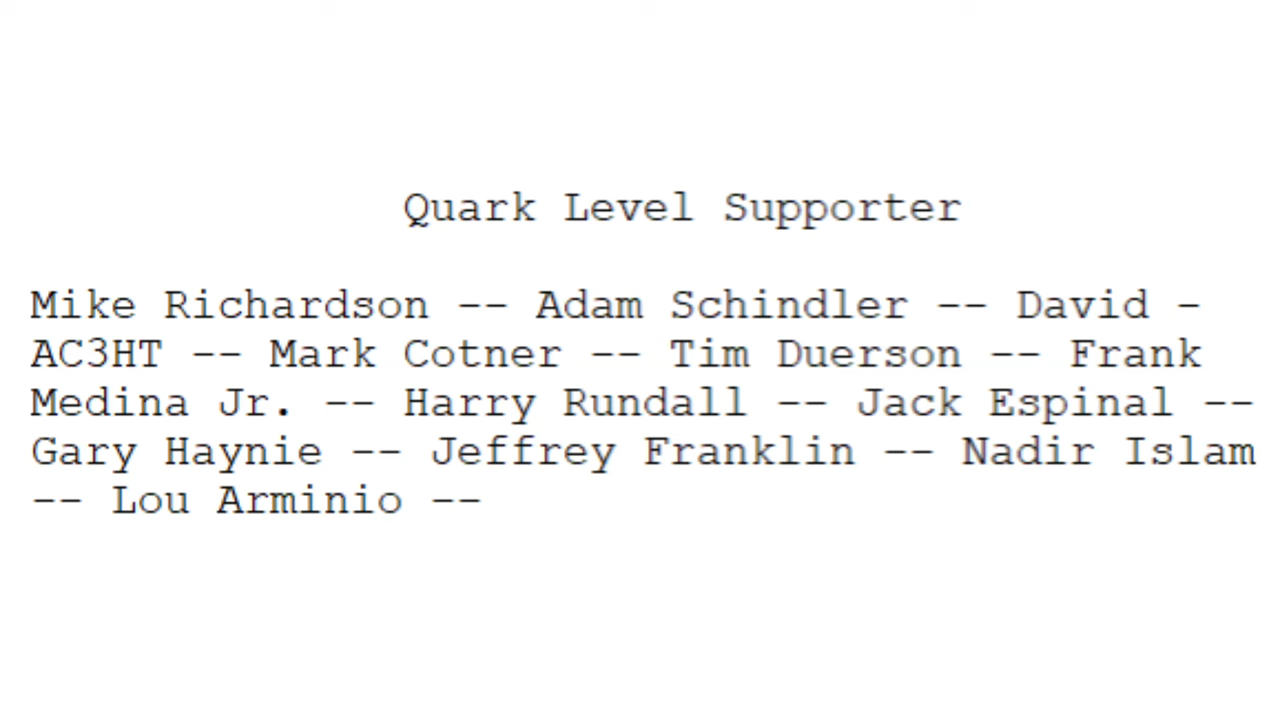 Quark Level Supporter
Mike Richardson -- Adam Schindler -- David -
AC3HT -- Mark Cotner -- Tim Duerson -- Frank
Medina Jr. -- Harry Rundall -- Jack Espinal --
Gary Haynie -- Jeffrey Franklin -- Nadir Islam
-- Lou Arminio --